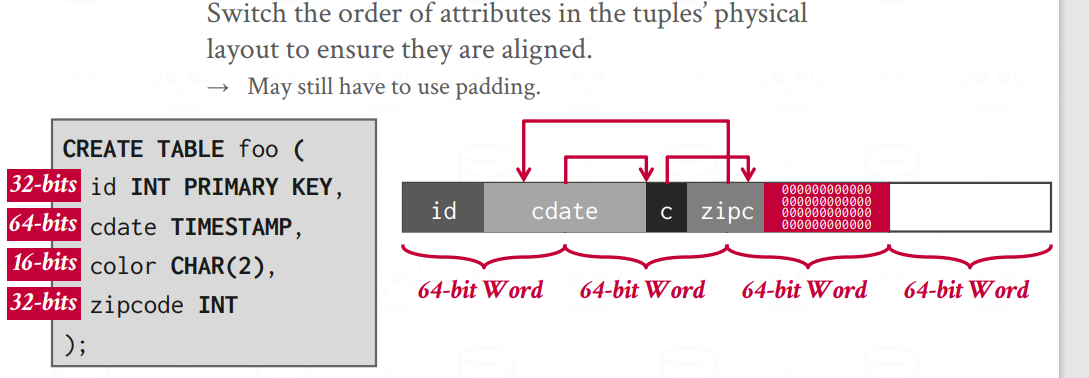 Switch the order of attributes in the tuples’ physical
layout to ensure they are aligned.
→ May still have to use padding.
CREATE TABLE foo (
32-bits id INT PRIMARY KEY,
64-bits cdate TIMESTAMP,
16-bits color CHAR(2),
32-bits zipcode INT
);
id cdate c zipc
000000000000
000000000000
000000000000
000000000000
64-bit Word 64-bit Word 64-bit Word 64-bit Word